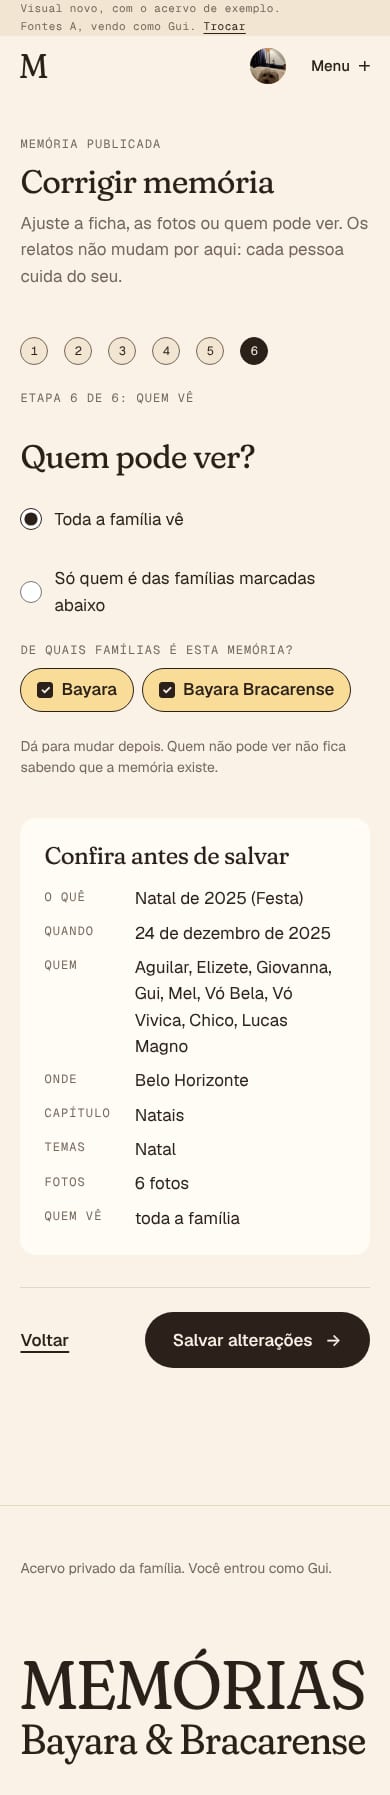 Visual novo, com o acervo de exemplo.
Fontes A, vendo como Gui. Trocar
M
Menu +
MEMÓRIA PUBLICADA
Corrigir memória
Ajuste a ficha, as fotos ou quem pode ver. Os
relatos não mudam por aqui: cada pessoa
cuida do seu.
1 2 3 4 5 6
ETAPA 6 DE 6: QUEM VÊ
Quem pode ver?
Toda a família vê
Só quem é das famílias marcadas
abaixo
DE QUAIS FAMÍLIAS É ESTA MEMÓRIA?
Bayara Bayara Bracarense
Dá para mudar depois. Quem não pode ver não fica
sabendo que a memória existe.
Confira antes de salvar
O QUÊ Natal de 2025 (Festa)
QUANDO 24 de dezembro de 2025
QUEM Aguilar, Elizete, Giovanna,
Gui, Mel, Vó Bela, Vó
Vivica, Chico, Lucas
Magno
ONDE Belo Horizonte
CAPÍTULO Natais
TEMAS Natal
FOTOS 6 fotos
QUEM VÊ toda a família
Voltar Salvar alterações →
Acervo privado da família. Você entrou como Gui.
MEMÓRIAS
Bayara & Bracarense